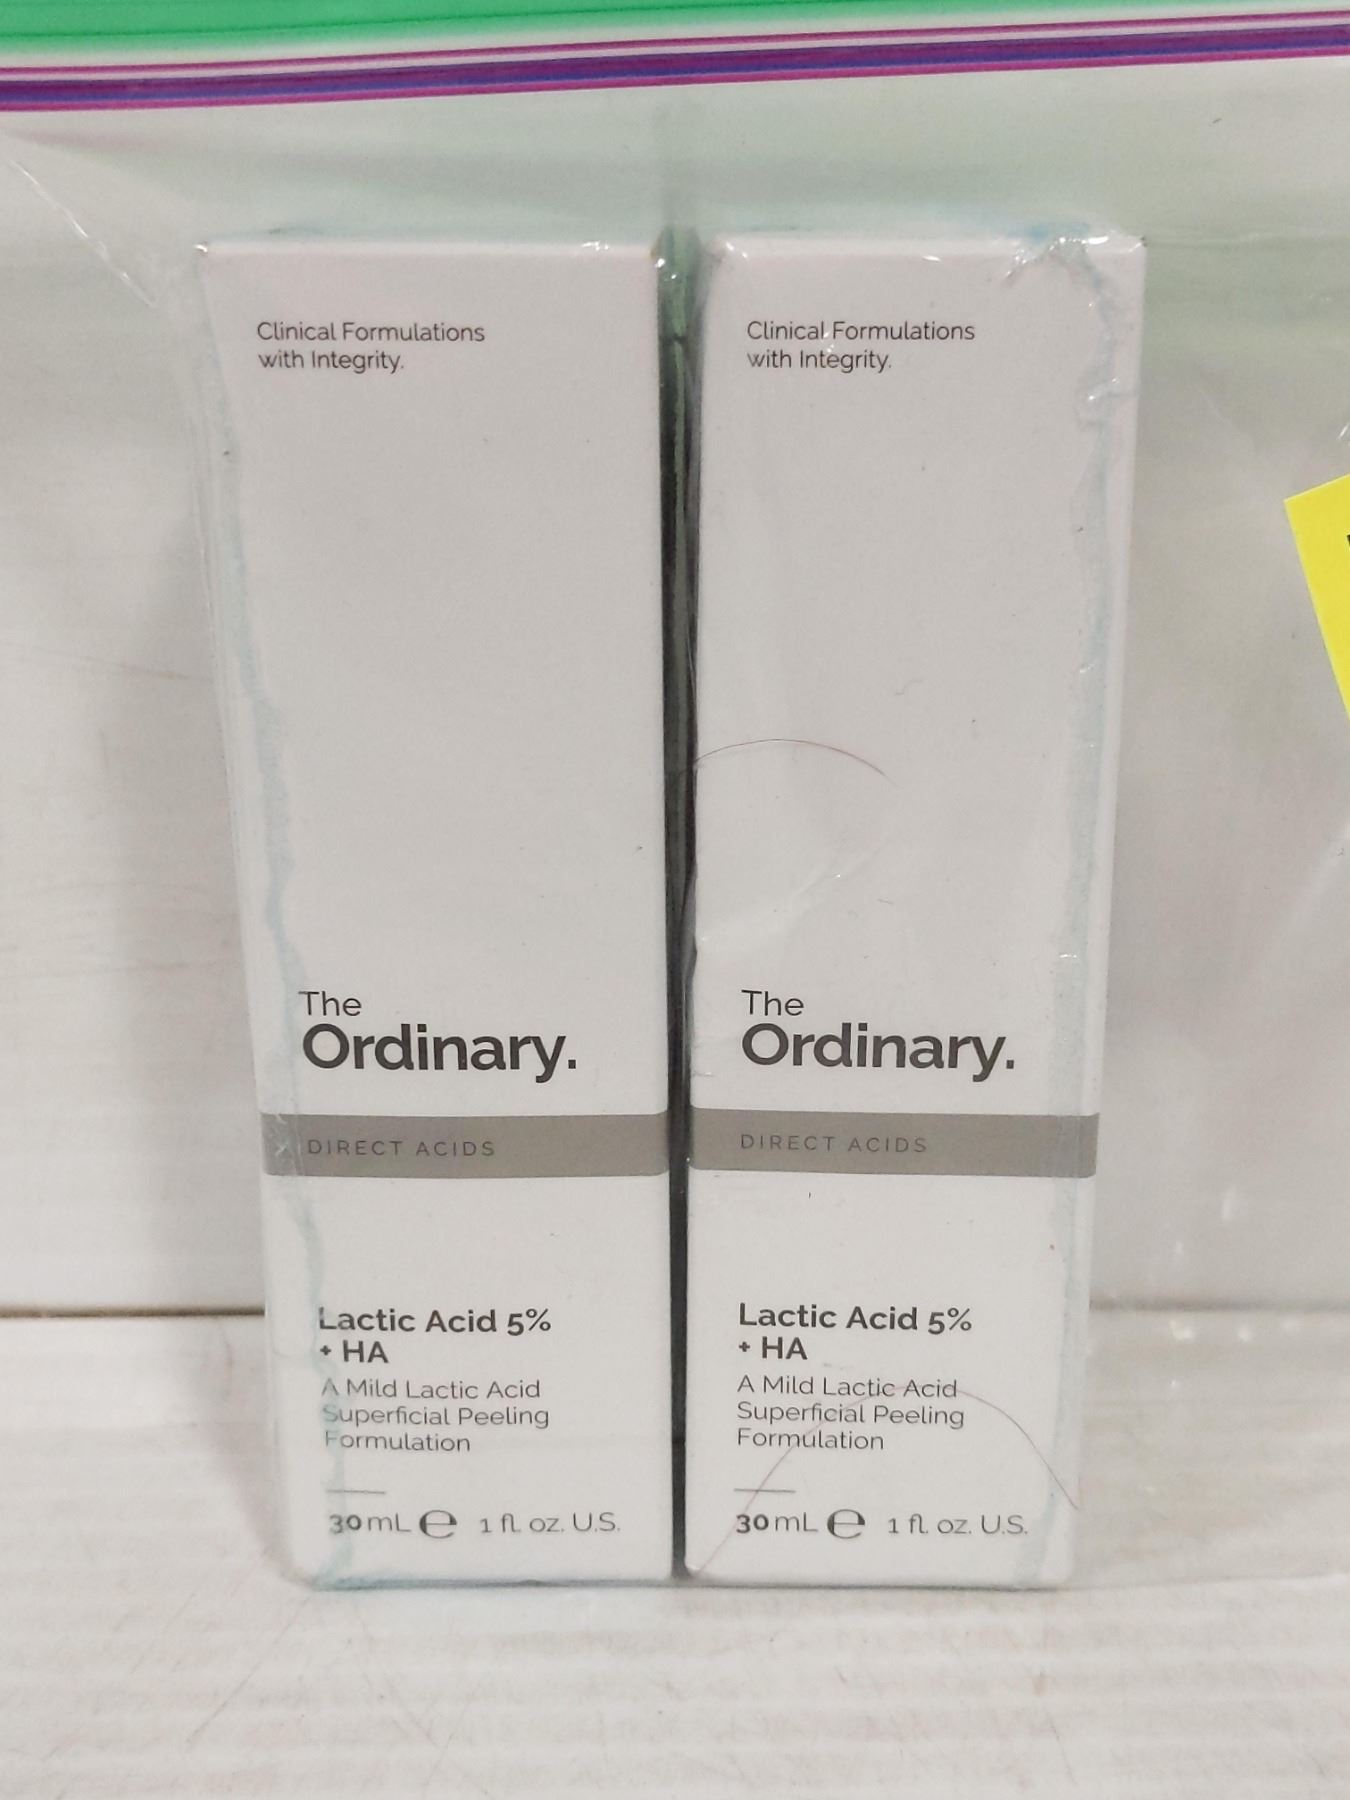 Clinical Formulations
with Integrity.
The
Ordinary.
DIRECT ACIDS
Lactic Acid 5%
+ HA
A Mild Lactic Acid
Superficial Peeling
Formulation
30mL ℮ 1 fl. oz. U.S.
Clinical Formulations
with Integrity.
The
Ordinary.
DIRECT ACIDS
Lactic Acid 5%
+ HA
A Mild Lactic Acid
Superficial Peeling
Formulation
30mL ℮ 1 fl. oz. U.S.